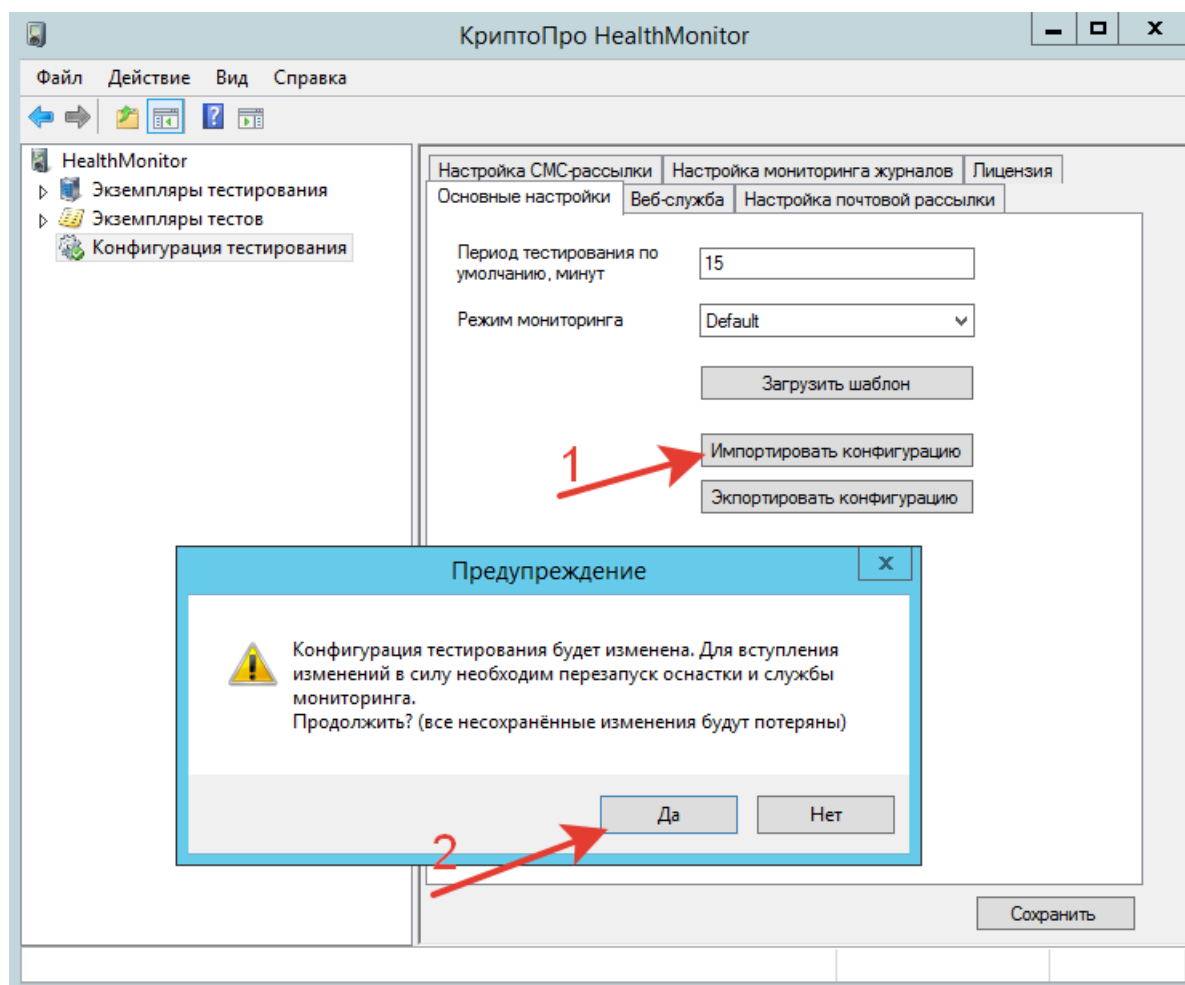 КриптоПро HealthMonitor
Файл Действие Вид Справка
HealthMonitor
Экземпляры тестирования
Экземпляры тестов
Конфигурация тестирования
Настройка СМС-рассылки Настройка мониторинга журналов Лицензия
Основные настройки Веб-служба Настройка почтовой рассылки
Период тестирования по
умолчанию, минут
15
Режим мониторинга
Default
Загрузить шаблон
1
Импортировать конфигурацию
Экпортировать конфигурацию
Предупреждение
Конфигурация тестирования будет изменена. Для вступления
изменений в силу необходим перезапуск оснастки и службы
мониторинга.
Продолжить? (все несохранённые изменения будут потеряны)
Да Нет
2
Сохранить